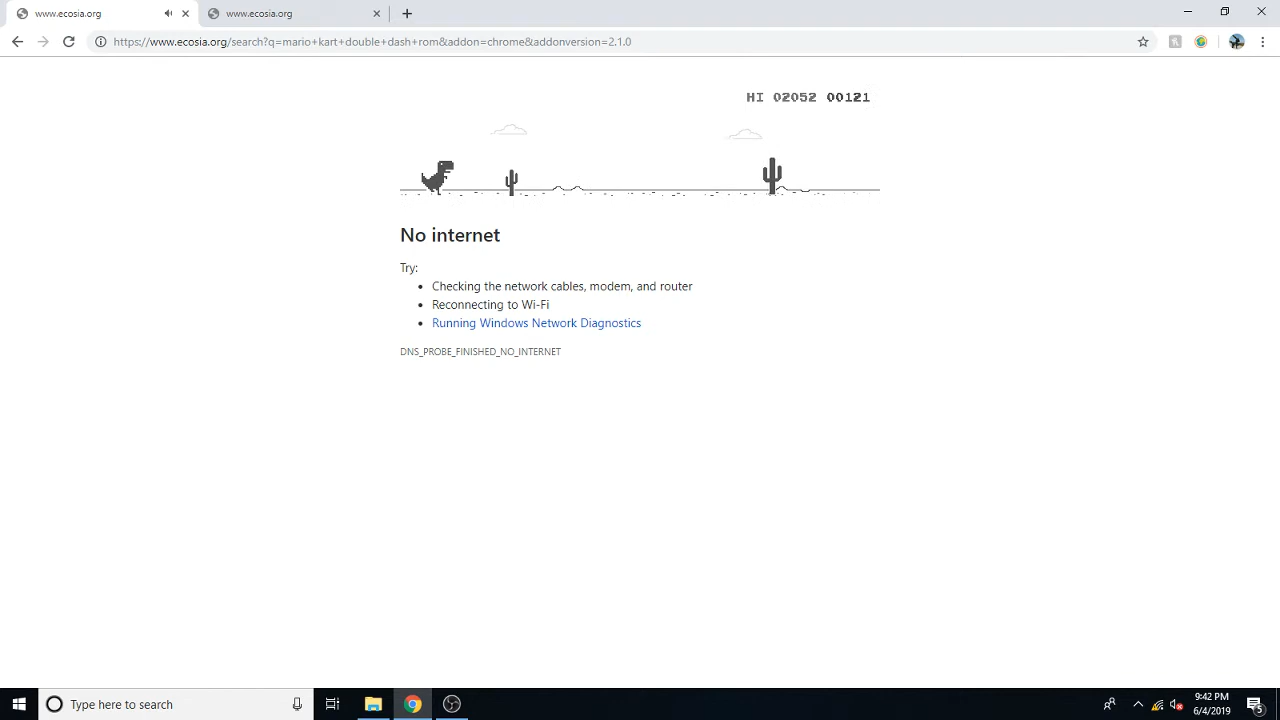 www.ecosia.org
www.ecosia.org
https://www.ecosia.org/search?q=mario+kart+double+dash+rom&addon=chrome&addonversion=2.1.0
HI 02052 00121
No internet
Try:
• Checking the network cables, modem, and router
• Reconnecting to Wi-Fi
• Running Windows Network Diagnostics
DNS_PROBE_FINISHED_NO_INTERNET
Type here to search
9:42 PM
6/4/2019